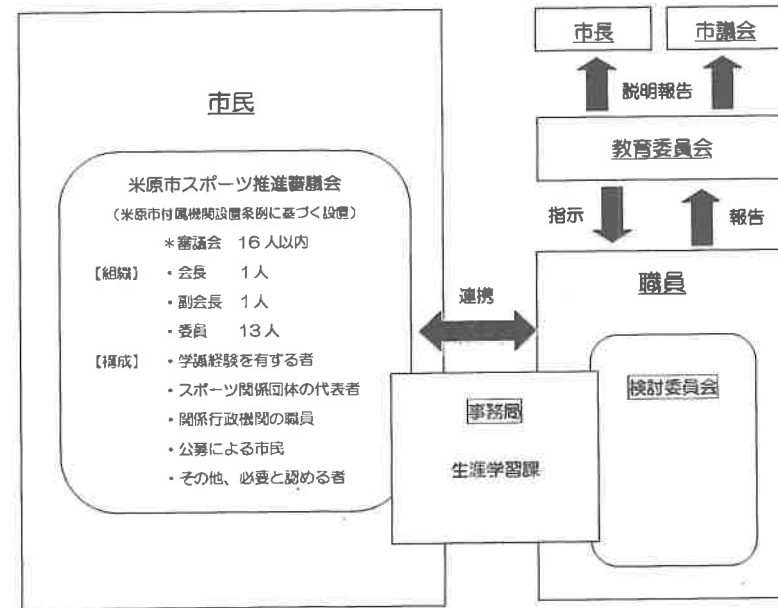 市民
米原市スポーツ推進審議会
（米原市付属機関設置条例に基づく設置）
＊審議会　16人以内
【組織】　・会長　　1人
・副会長　1人
・委員　　13人
【構成】　・学識経験を有する者
・スポーツ関係団体の代表者
・関係行政機関の職員
・公募による市民
・その他、必要と認める者
連携
事務局
生涯学習課
市長
市議会
説明報告
教育委員会
指示
報告
職員
検討委員会